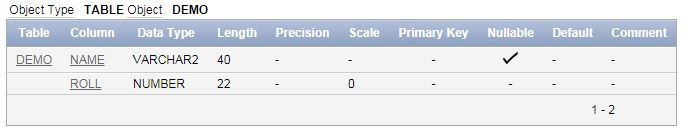 Object Type TABLE Object DEMO
Table Column Data Type Length Precision Scale Primary Key Nullable Default Comment
DEMO NAME VARCHAR2 40 - - - ✓ - -
ROLL NUMBER 22 - 0 - - - -
1 - 2